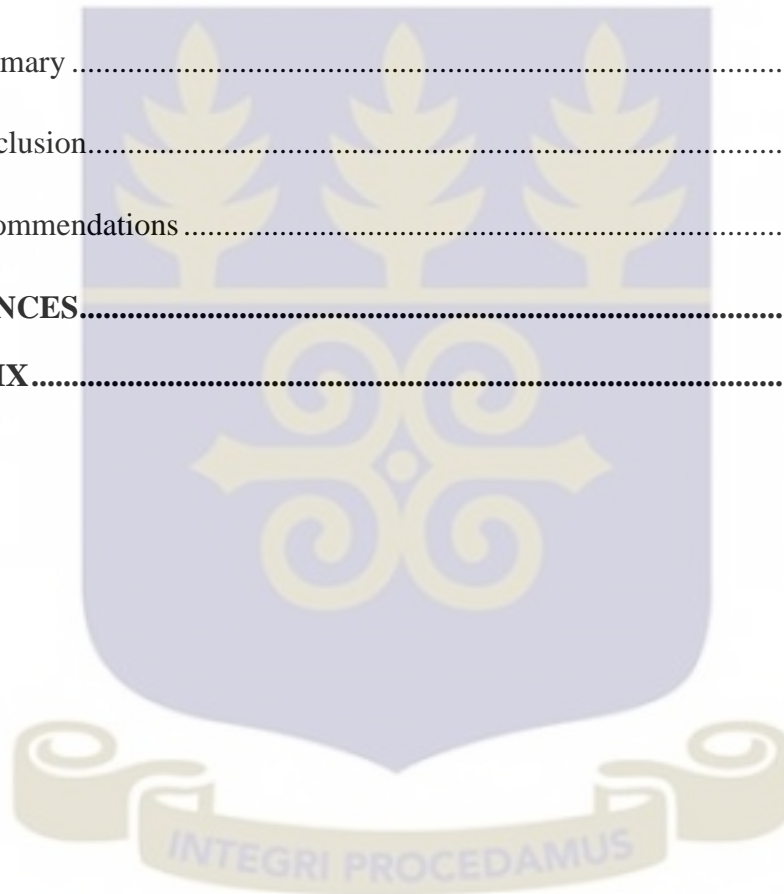 mary ........................................................................................................
clusion......................................................................................................
ommendations ........................................................................................
NCES.........................................................................................................
IX................................................................................................................
INTEGRI PROCEDAMUS